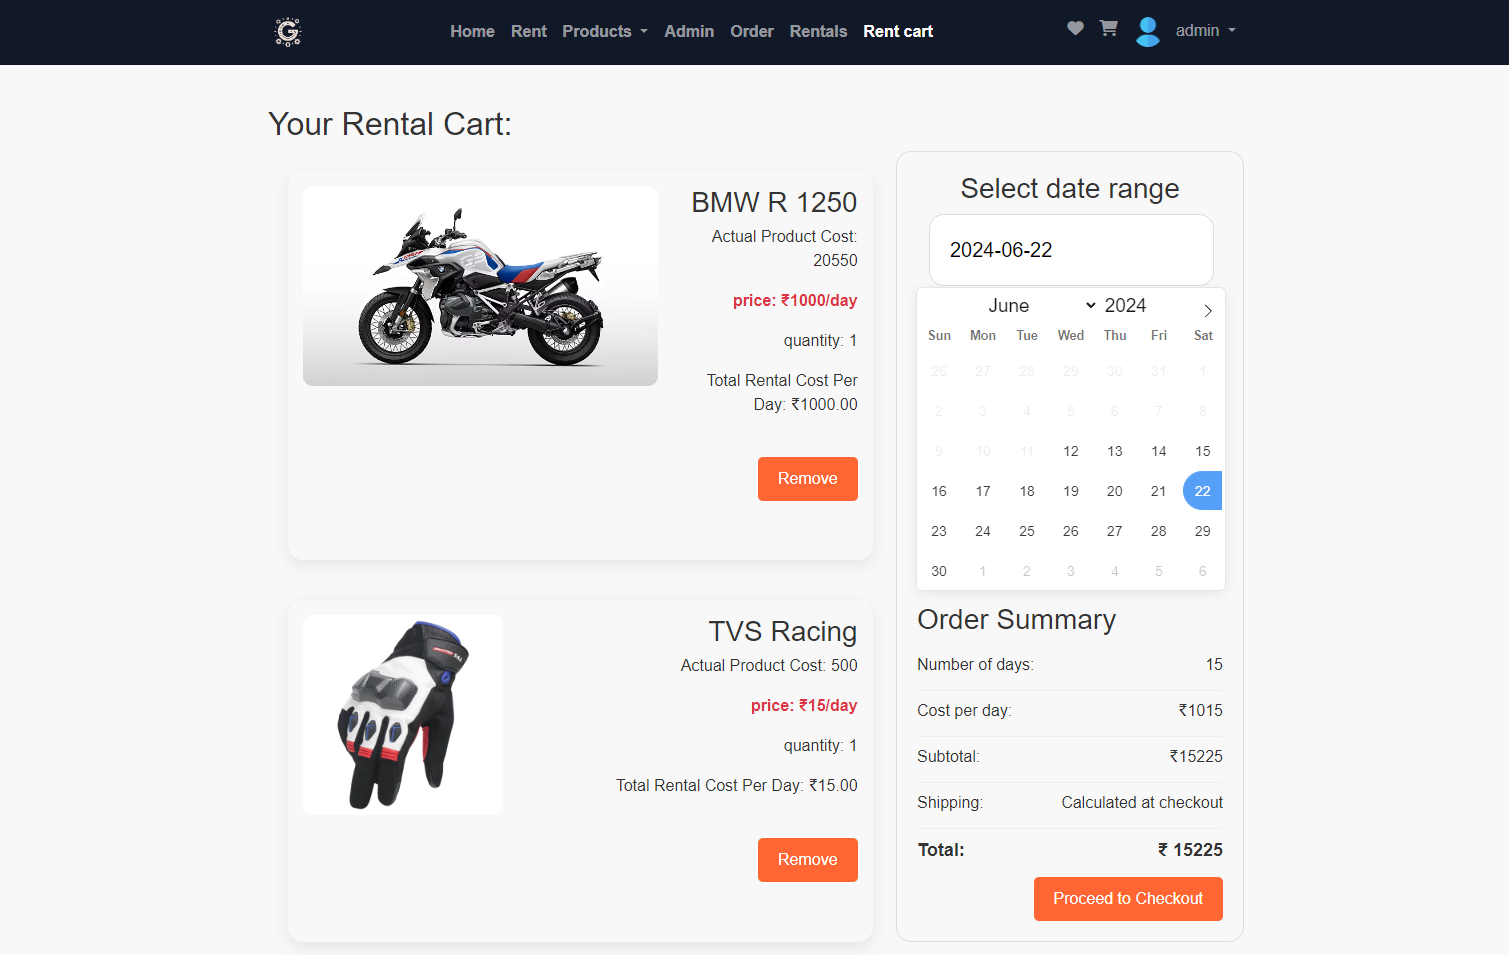 G
Home Rent Products Admin Order Rentals Rent cart admin
Your Rental Cart:
BMW R 1250
Actual Product Cost:
20550
price: ₹1000/day
quantity: 1
Total Rental Cost Per
Day: ₹1000.00
Remove
TVS Racing
Actual Product Cost: 500
price: ₹15/day
quantity: 1
Total Rental Cost Per Day: ₹15.00
Remove
Select date range
2024-06-22
June 2024
Sun Mon Tue Wed Thu Fri Sat
26 27 28 29 30 31 1
2 3 4 5 6 7 8
9 10 11 12 13 14 15
16 17 18 19 20 21 22
23 24 25 26 27 28 29
30 1 2 3 4 5 6
Order Summary
Number of days: 15
Cost per day: ₹1015
Subtotal: ₹15225
Shipping: Calculated at checkout
Total: ₹ 15225
Proceed to Checkout